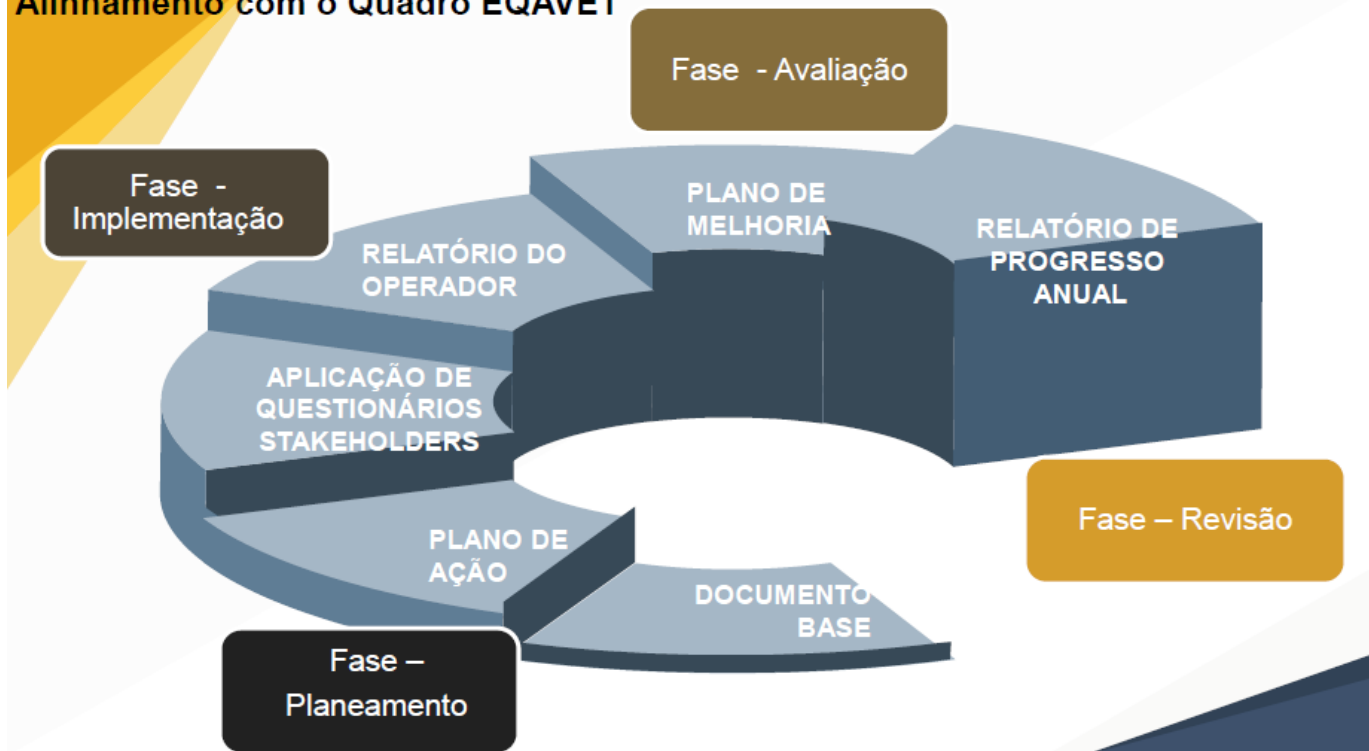 Alinhamento com o Quadro EQAVET
Fase - Avaliação
Fase -
Implementação
PLANO DE
MELHORIA
RELATÓRIO DE
PROGRESSO
ANUAL
RELATÓRIO DO
OPERADOR
APLICAÇÃO DE
QUESTIONÁRIOS
STAKEHOLDERS
Fase – Revisão
PLANO DE
AÇÃO
DOCUMENTO
BASE
Fase –
Planeamento